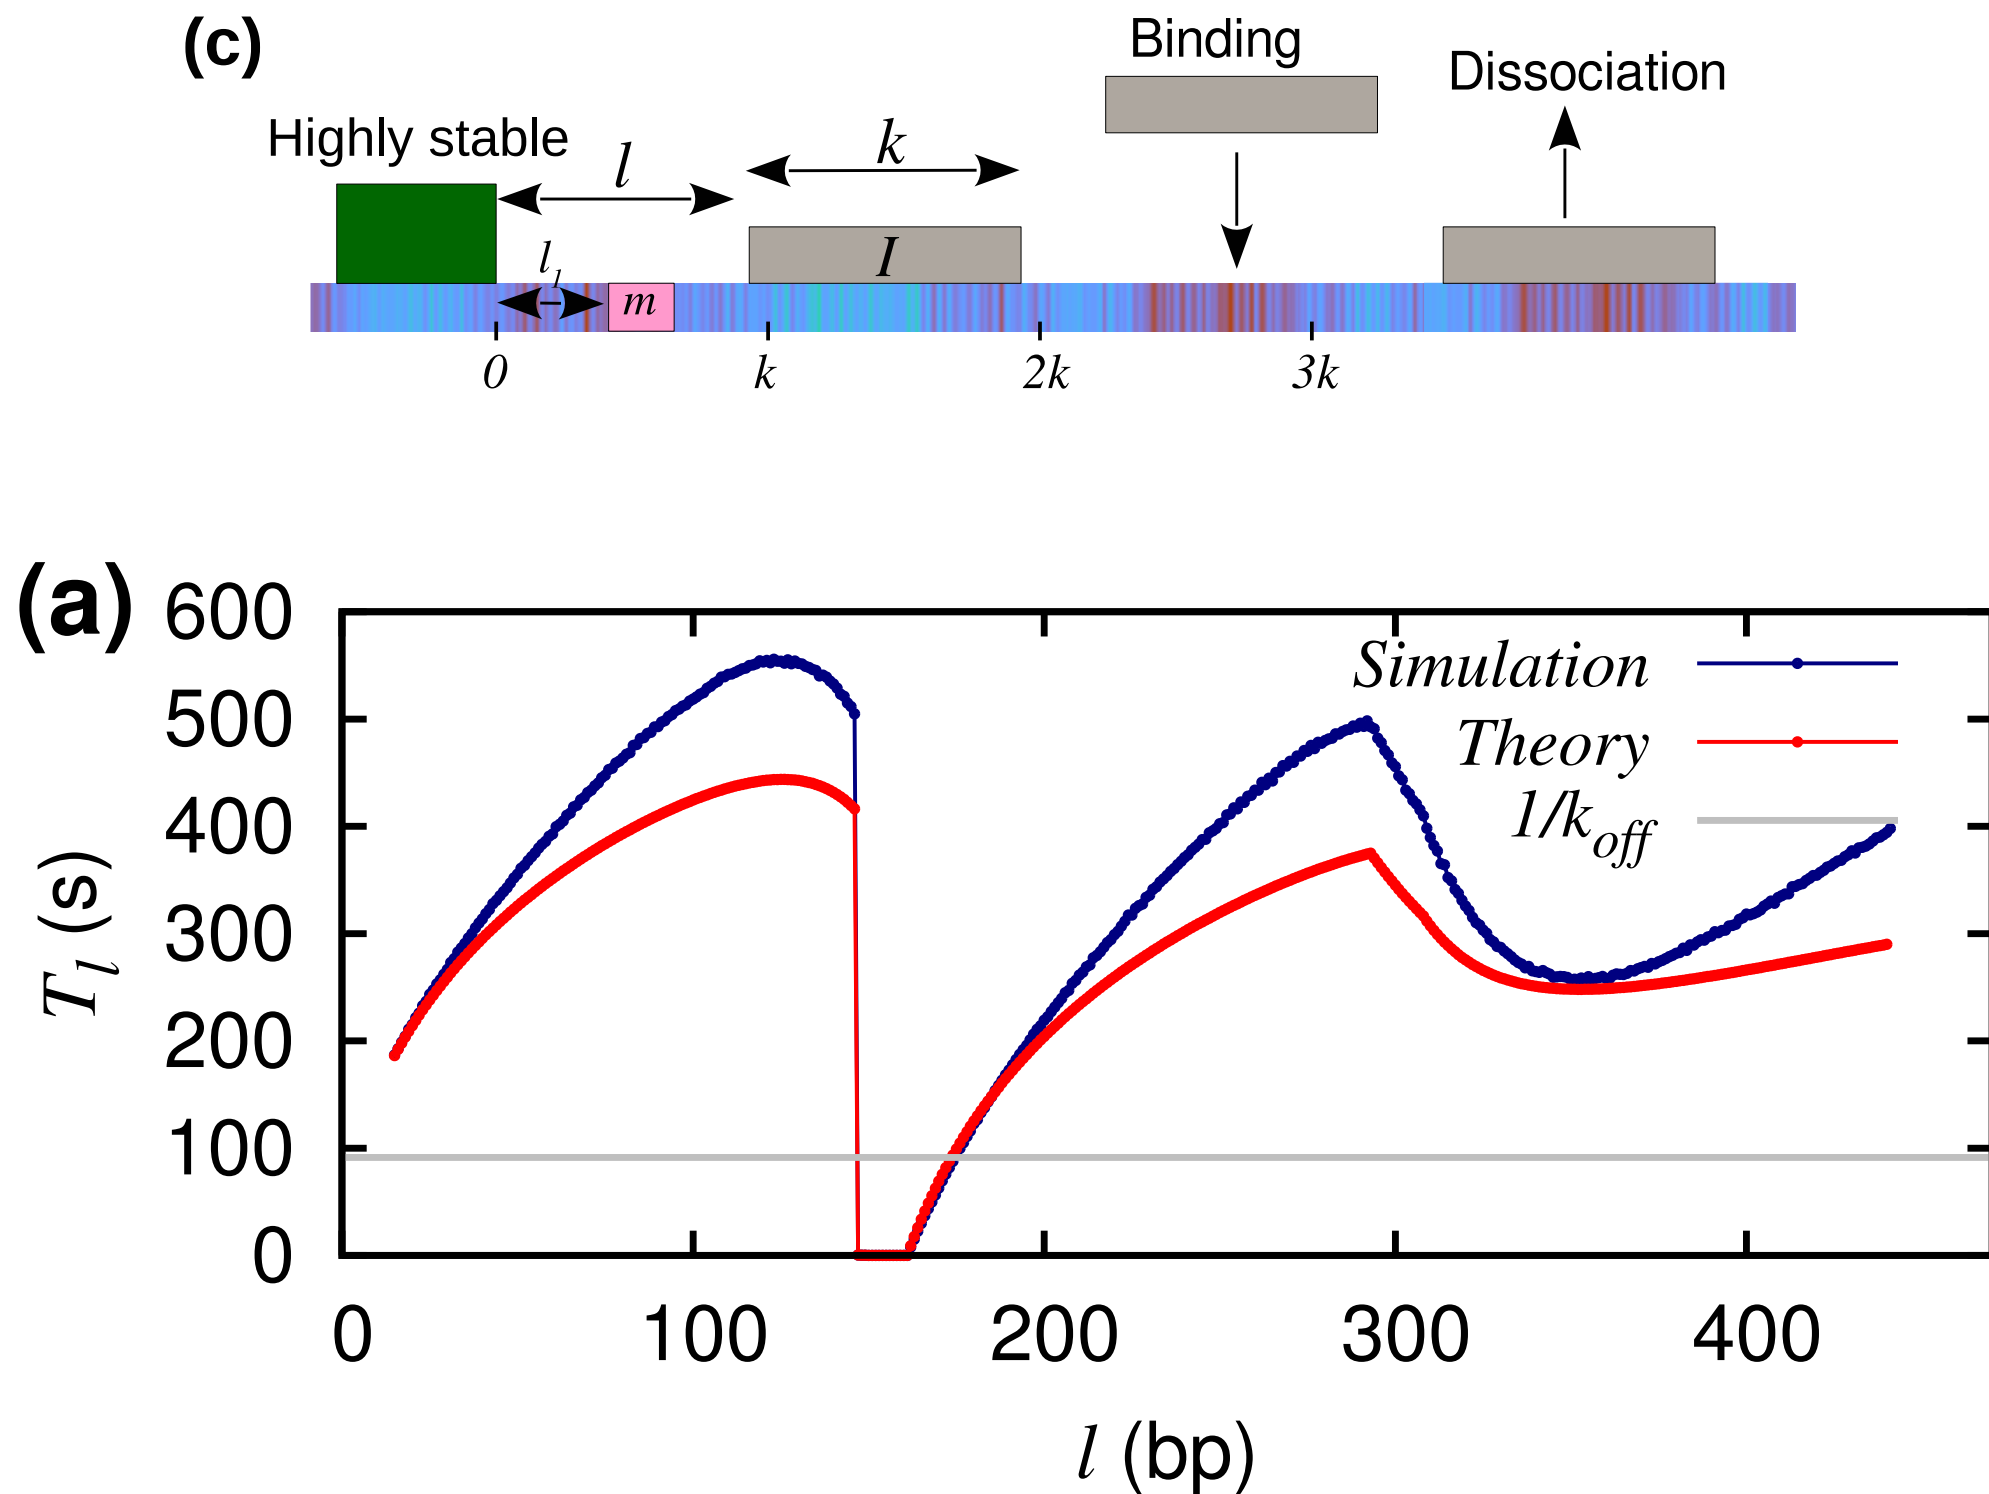 (c)
Binding
Dissociation
Highly stable
l
k
l1
I
m
0 k 2k 3k
(a)
600
500
400
300
200
100
0
Tl (s)
Simulation
Theory
1/koff
0 100 200 300 400
l (bp)